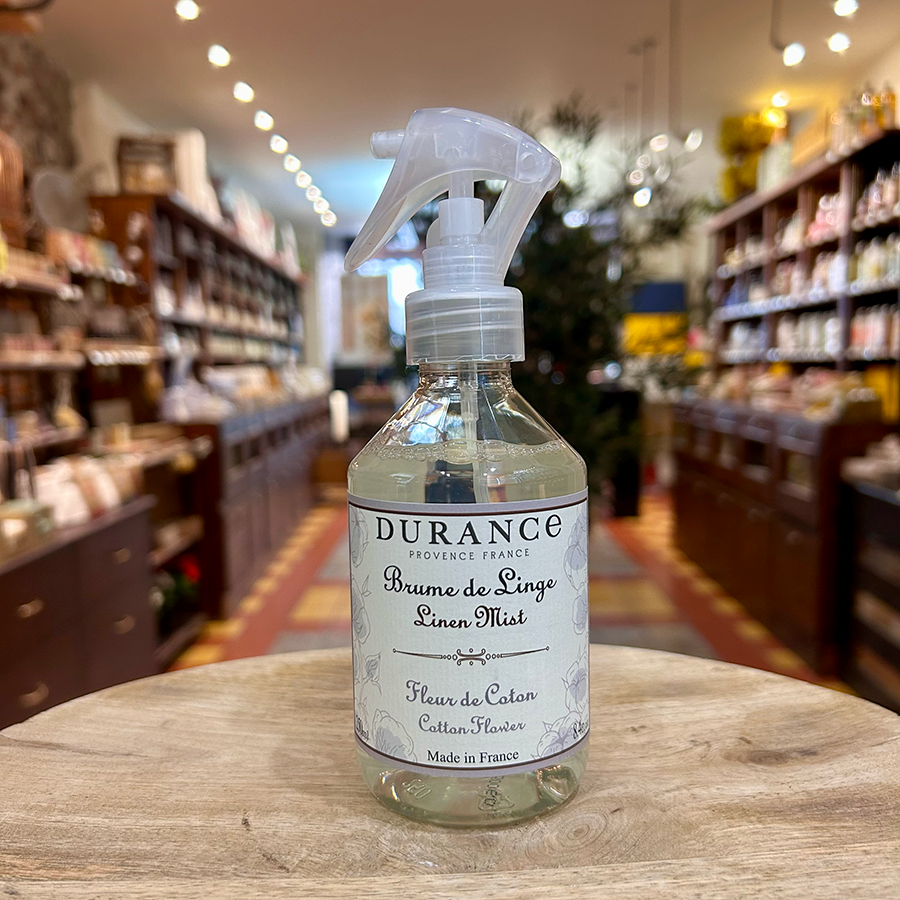 DURANCE
PROVENCE FRANCE
Brume de Linge
Linen Mist
Fleur de Coton
Cotton Flower
Made in France